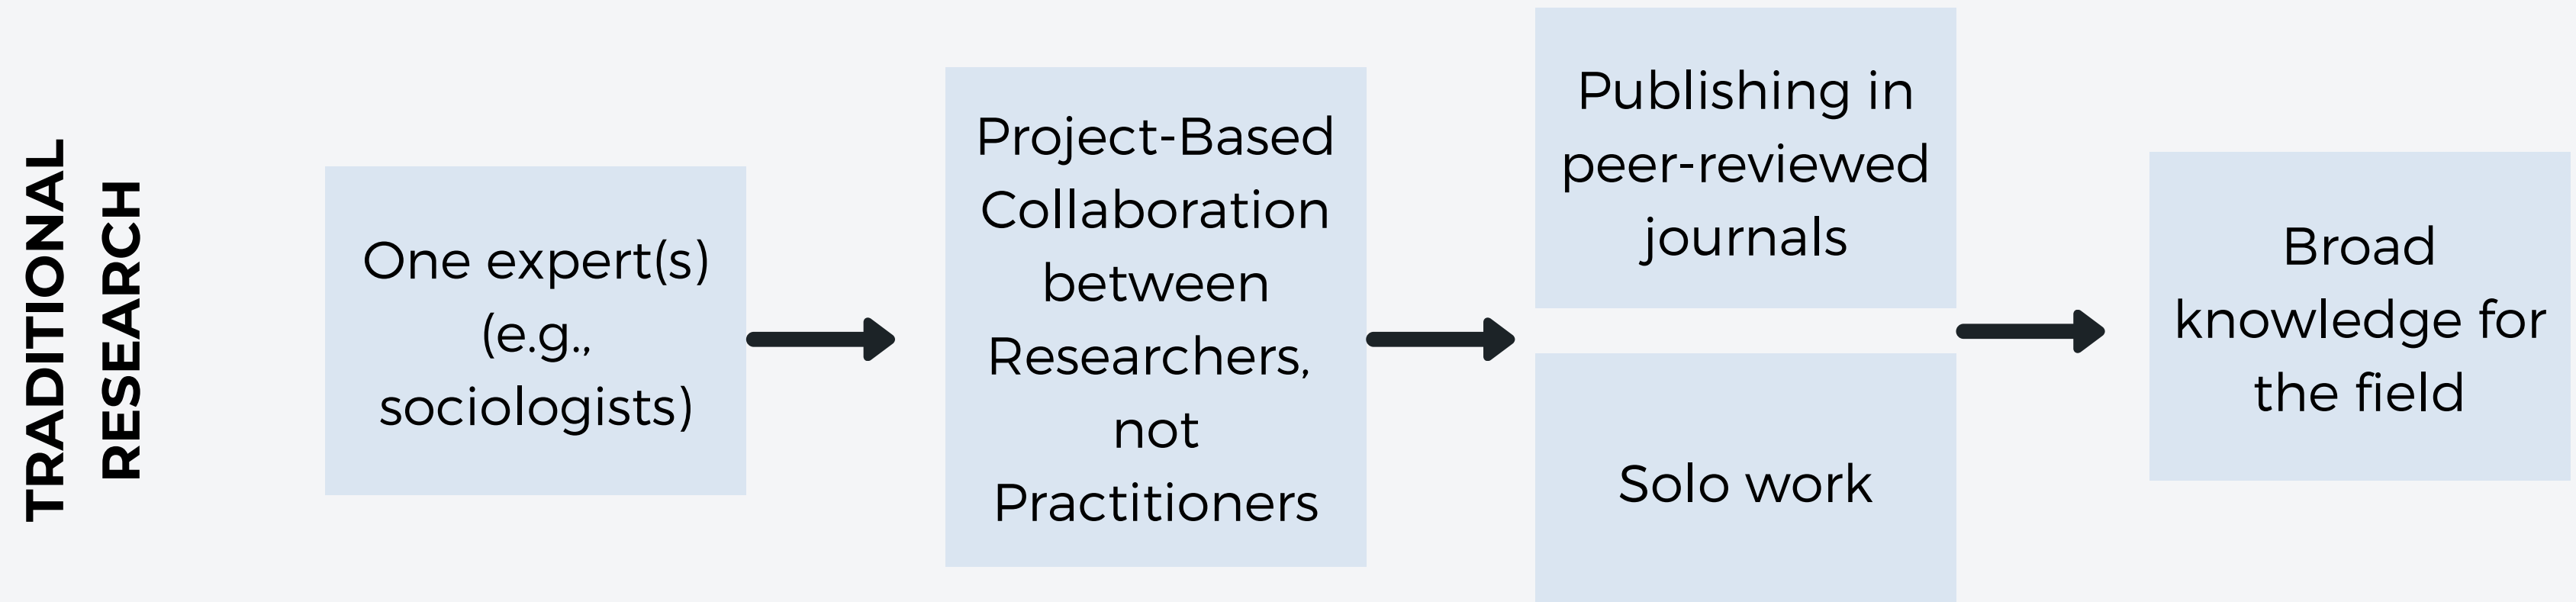 TRADITIONAL
RESEARCH
One expert(s)
(e.g.,
sociologists)
Project-Based
Collaboration
between
Researchers,
not
Practitioners
Publishing in
peer-reviewed
journals
Solo work
Broad
knowledge for
the field